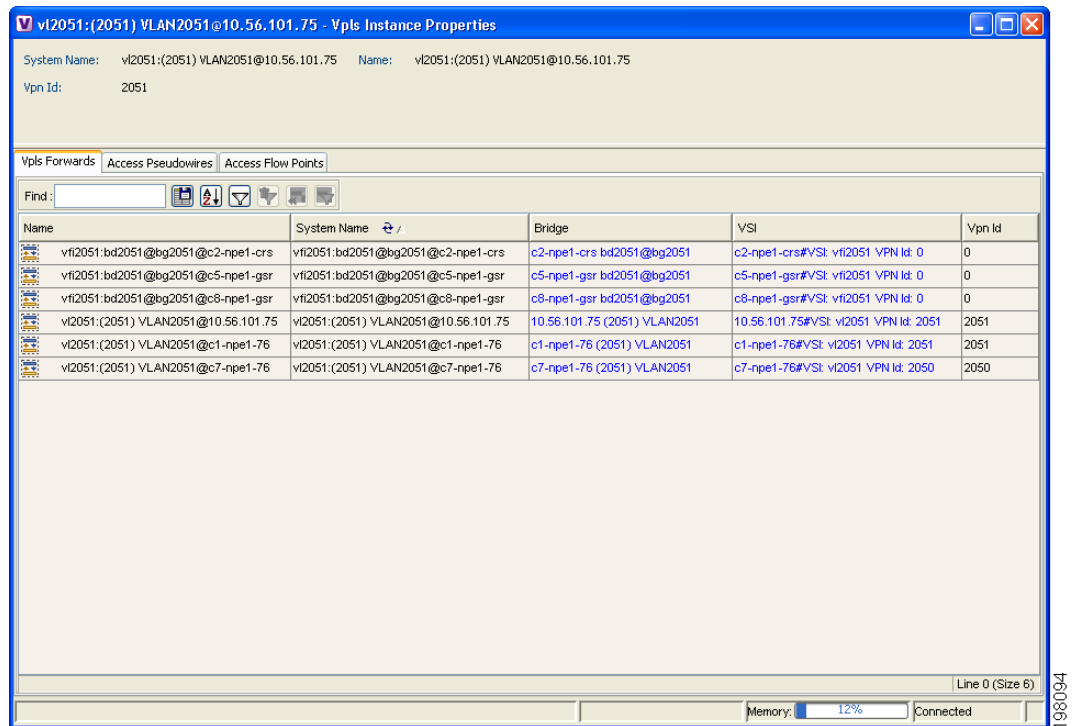 vl2051:(2051) VLAN2051@10.56.101.75 - Vpls Instance Properties
System Name: vl2051:(2051) VLAN2051@10.56.101.75 Name: vl2051:(2051) VLAN2051@10.56.101.75
Vpn Id: 2051
Vpls Forwards Access Pseudowires Access Flow Points
Find :
Name System Name Bridge VSI Vpn Id
vfi2051:bd2051@bg2051@c2-npe1-crs vfi2051:bd2051@bg2051@c2-npe1-crs c2-npe1-crs bd2051@bg2051 c2-npe1-crs#VSI: vfi2051 VPN Id: 0 0
vfi2051:bd2051@bg2051@c5-npe1-gsr vfi2051:bd2051@bg2051@c5-npe1-gsr c5-npe1-gsr bd2051@bg2051 c5-npe1-gsr#VSI: vfi2051 VPN Id: 0 0
vfi2051:bd2051@bg2051@c8-npe1-gsr vfi2051:bd2051@bg2051@c8-npe1-gsr c8-npe1-gsr bd2051@bg2051 c8-npe1-gsr#VSI: vfi2051 VPN Id: 0 0
vl2051:(2051) VLAN2051@10.56.101.75 vl2051:(2051) VLAN2051@10.56.101.75 10.56.101.75 (2051) VLAN2051 10.56.101.75#VSI: vl2051 VPN Id: 2051 2051
vl2051:(2051) VLAN2051@c1-npe1-76 vl2051:(2051) VLAN2051@c1-npe1-76 c1-npe1-76 (2051) VLAN2051 c1-npe1-76#VSI: vl2051 VPN Id: 2051 2051
vl2051:(2051) VLAN2051@c7-npe1-76 vl2051:(2051) VLAN2051@c7-npe1-76 c7-npe1-76 (2051) VLAN2051 c7-npe1-76#VSI: vl2051 VPN Id: 2050 2050
Line 0 (Size 6)
Memory: 12% Connected
198094